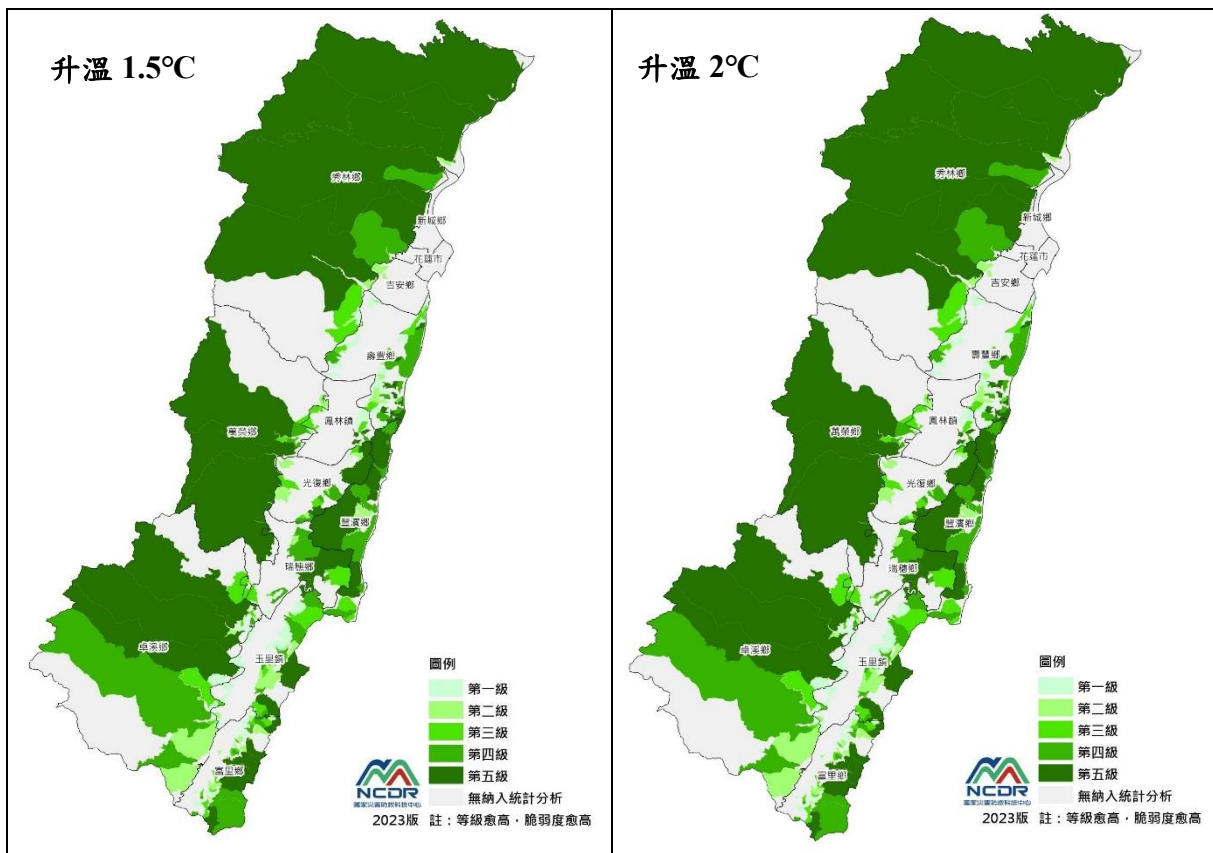 升溫 1.5°C
秀林鄉
新城鄉
花蓮市
吉安鄉
壽豐鄉
鳳林鎮
萬榮鄉
光復鄉
豐濱鄉
瑞穗鄉
卓溪鄉
玉里鎮
富里鄉
圖例
第一級
第二級
第三級
第四級
第五級
無納入統計分析
NCDR
國家災害防救科技中心
2023版 註：等級愈高，脆弱度愈高
升溫 2°C
秀林鄉
新城鄉
花蓮市
吉安鄉
壽豐鄉
鳳林鎮
萬榮鄉
光復鄉
豐濱鄉
瑞穗鄉
卓溪鄉
玉里鎮
富里鄉
圖例
第一級
第二級
第三級
第四級
第五級
無納入統計分析
NCDR
國家災害防救科技中心
2023版 註：等級愈高，脆弱度愈高